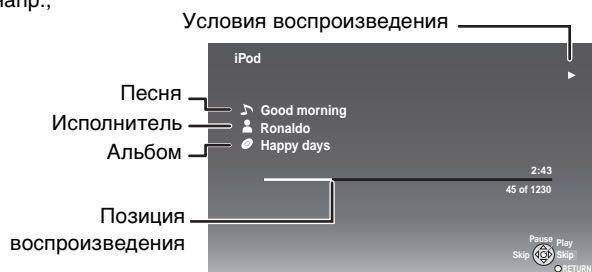 напр.,
Условия воспроизведения
iPod
Песня
Good morning
Исполнитель
Ronaldo
Альбом
Happy days
2:43
45 of 1230
Позиция
воспроизведения
Pause Play
Skip Skip
RETURN